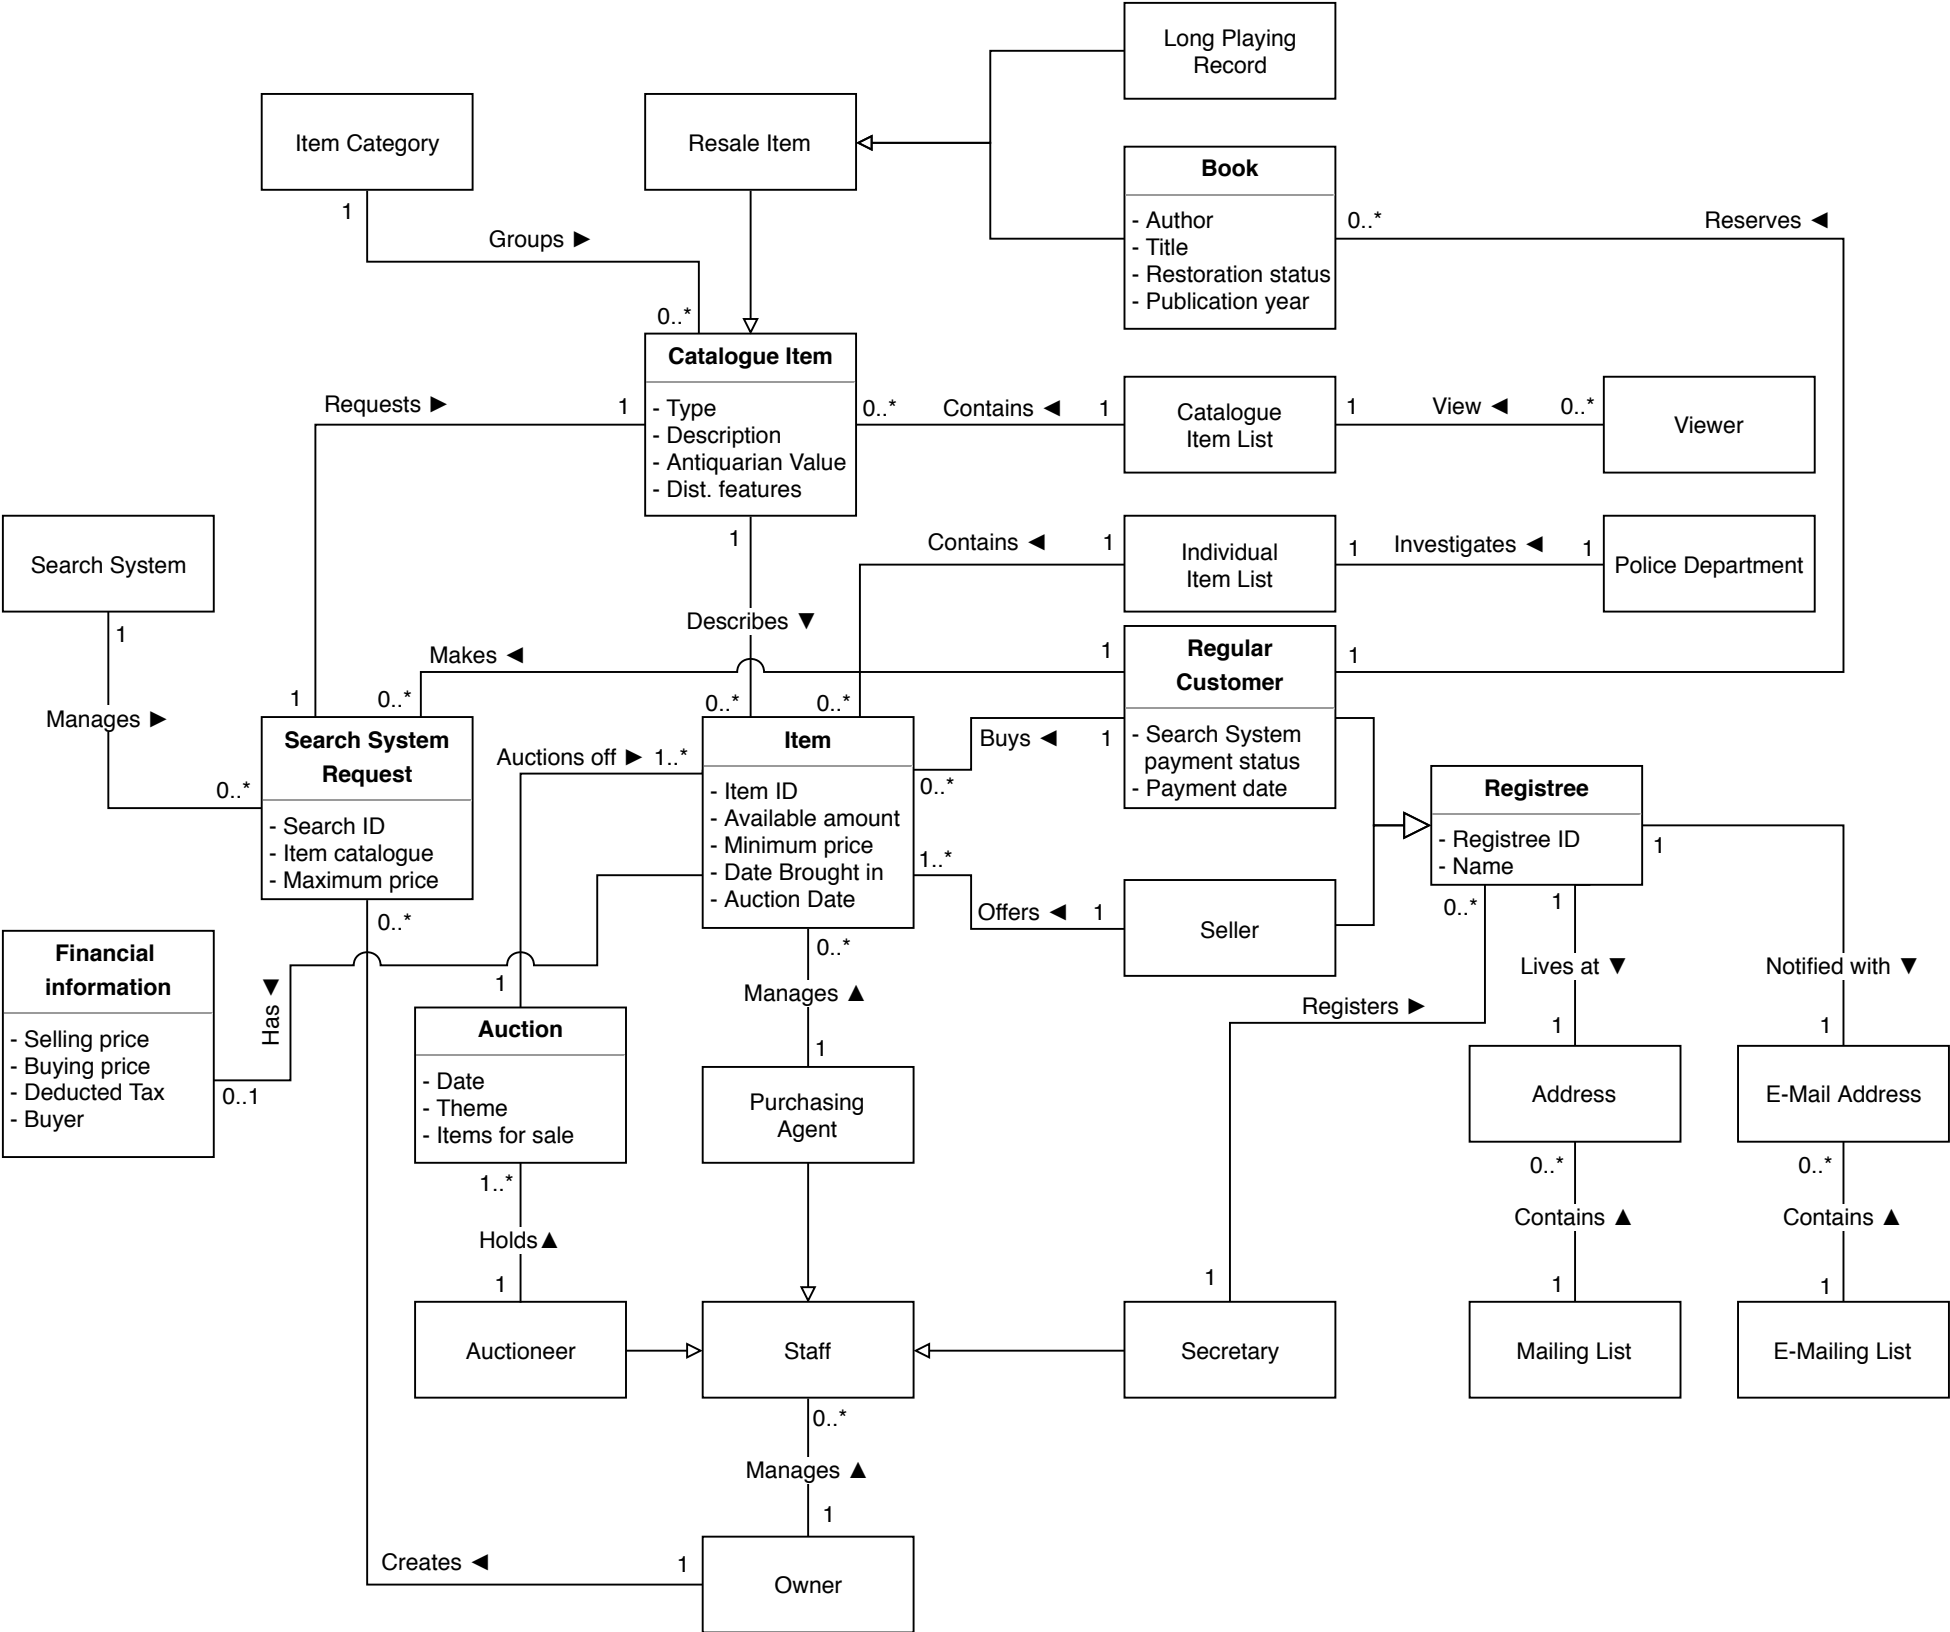 Long Playing
Record
Item Category
Resale Item
Book
- Author
- Title
- Restoration status
- Publication year
1
Groups ►
0..*
0..*
Reserves ◄
Catalogue Item
- Type
- Description
- Antiquarian Value
- Dist. features
Requests ►
1
0..*
Contains ◄
1
Catalogue
Item List
1
View ◄
0..*
Viewer
1
Search System
1
Manages ►
0..*
Contains ◄
1
Individual
Item List
1
Investigates ◄
1
Police Department
Describes ▼
Makes ◄
1
1
0..*
0..*
0..*
1
Regular
Customer
- Search System
payment status
- Payment date
1
Search System
Request
- Search ID
- Item catalogue
- Maximum price
0..*
Auctions off ►
1..*
Item
- Item ID
- Available amount
- Minimum price
- Date Brought in
- Auction Date
Buys ◄
1
0..*
1..*
Offers ◄
1
Seller
Registree
- Registree ID
- Name
1
0..*
1
Financial
information
- Selling price
- Buying price
- Deducted Tax
- Buyer
Has ▼
0..1
1
Auction
- Date
- Theme
- Items for sale
0..*
Manages ▲
1
Purchasing
Agent
Registers ►
Lives at ▼
1
Notified with ▼
1
Address
E-Mail Address
1..*
Holds▲
1
0..*
Contains ▲
1
0..*
Contains ▲
1
1
Auctioneer
Staff
Secretary
Mailing List
E-Mailing List
0..*
Manages ▲
1
Creates ◄
1
Owner